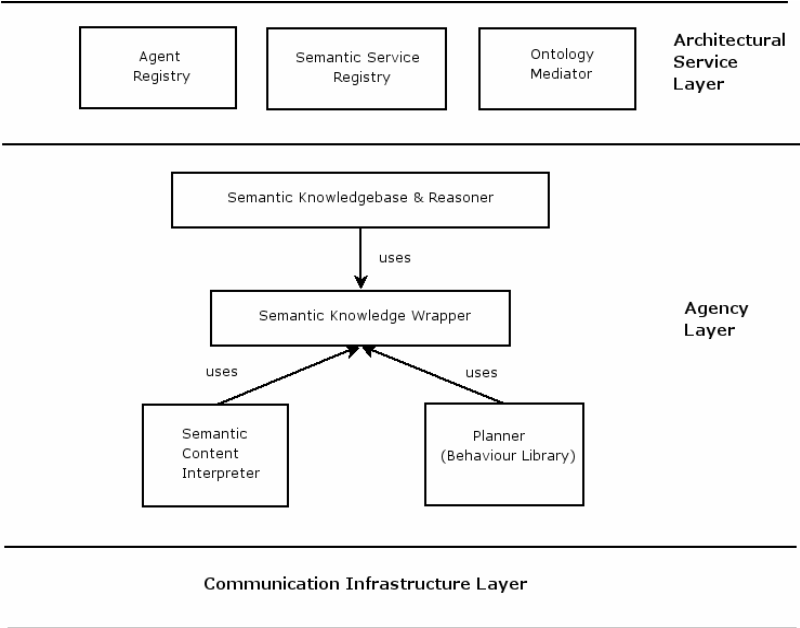 Agent
Registry
Semantic Service
Registry
Ontology
Mediator
Architectural
Service
Layer
Semantic Knowledgebase & Reasoner
uses
Semantic Knowledge Wrapper
Agency
Layer
uses
uses
Semantic
Content
Interpreter
Planner
(Behaviour Library)
Communication Infrastructure Layer